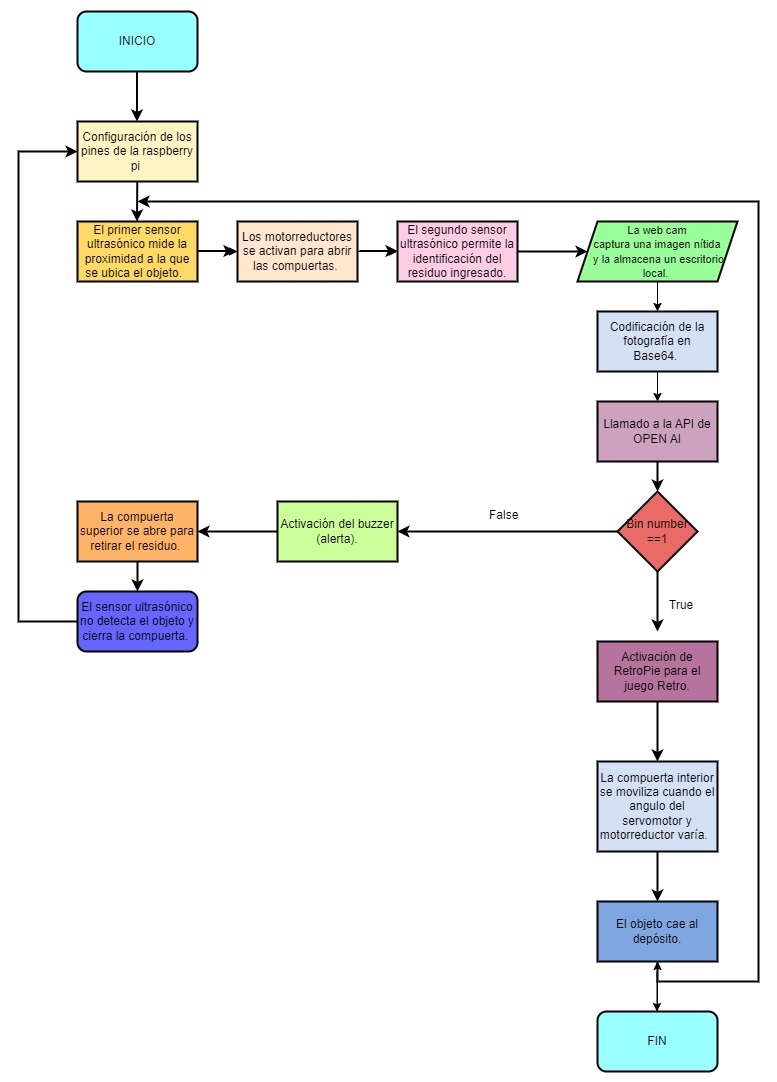 INICIO
Configuración de los
pines de la raspberry
pi
El primer sensor
ultrasónico mide la
proximidad a la que
se ubica el objeto.
Los motorreductores
se activan para abrir
las compuertas.
El segundo sensor
ultrasónico permite la
identificación del
residuo ingresado.
La web cam
captura una imagen nítida
y la almacena un escritorio
local.
Codificación de la
fotografía en
Base64.
Llamado a la API de
OPEN AI
Bin number
==1
False
Activación del buzzer
(alerta).
La compuerta
superior se abre para
retirar el residuo.
El sensor ultrasónico
no detecta el objeto y
cierra la compuerta.
True
Activación de
RetroPie para el
juego Retro.
La compuerta interior
se moviliza cuando el
angulo del
servomotor y
motorreductor varía.
El objeto cae al
depósito.
FIN